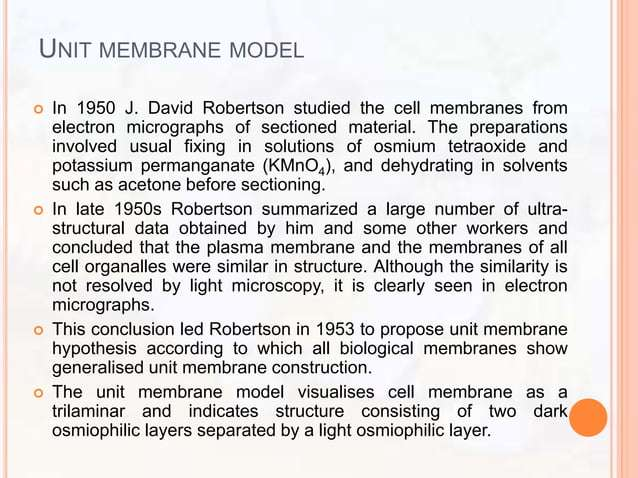 UNIT MEMBRANE MODEL
In 1950 J. David Robertson studied the cell membranes from
electron micrographs of sectioned material. The preparations
involved usual fixing in solutions of osmium tetraoxide and
potassium permanganate (KMnO4), and dehydrating in solvents
such as acetone before sectioning.
In late 1950s Robertson summarized a large number of ultra-
structural data obtained by him and some other workers and
concluded that the plasma membrane and the membranes of all
cell organalles were similar in structure. Although the similarity is
not resolved by light microscopy, it is clearly seen in electron
micrographs.
This conclusion led Robertson in 1953 to propose unit membrane
hypothesis according to which all biological membranes show
generalised unit membrane construction.
The unit membrane model visualises cell membrane as a
trilaminar and indicates structure consisting of two dark
osmiophilic layers separated by a light osmiophilic layer.